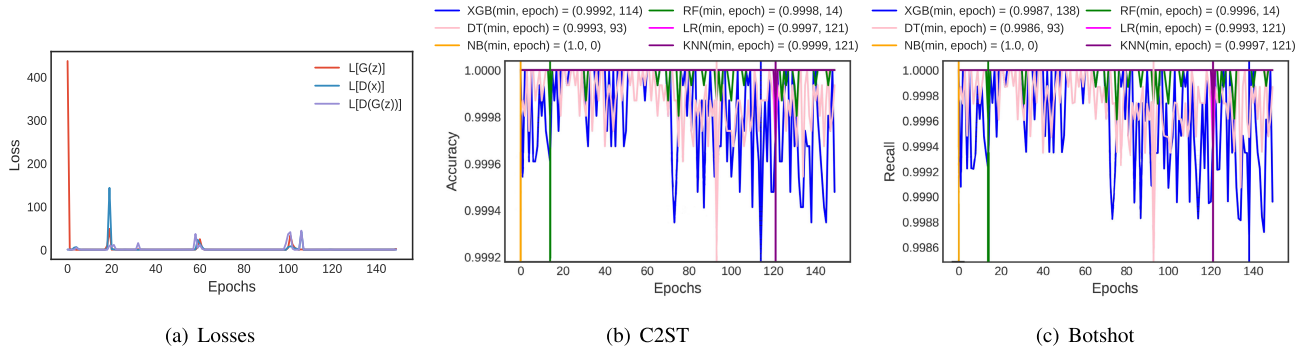 XGB(min, epoch) = (0.9992, 114) RF(min, epoch) = (0.9998, 14)
DT(min, epoch) = (0.9993, 93) LR(min, epoch) = (0.9997, 121)
NB(min, epoch) = (1.0, 0) KNN(min, epoch) = (0.9999, 121)
XGB(min, epoch) = (0.9987, 138) RF(min, epoch) = (0.9996, 14)
DT(min, epoch) = (0.9986, 93) LR(min, epoch) = (0.9993, 121)
NB(min, epoch) = (1.0, 0) KNN(min, epoch) = (0.9997, 121)
Loss
400
300
200
100
0
L[G(z)]
L[D(x)]
L[D(G(z))]
0 20 40 60 80 100 120 140
Epochs
(a) Losses
Accuracy
1.0000
0.9998
0.9996
0.9994
0.9992
0 20 40 60 80 100 120 140
Epochs
(b) C2ST
Recall
1.0000
0.9998
0.9996
0.9994
0.9992
0.9990
0.9988
0.9986
0 20 40 60 80 100 120 140
Epochs
(c) Botshot